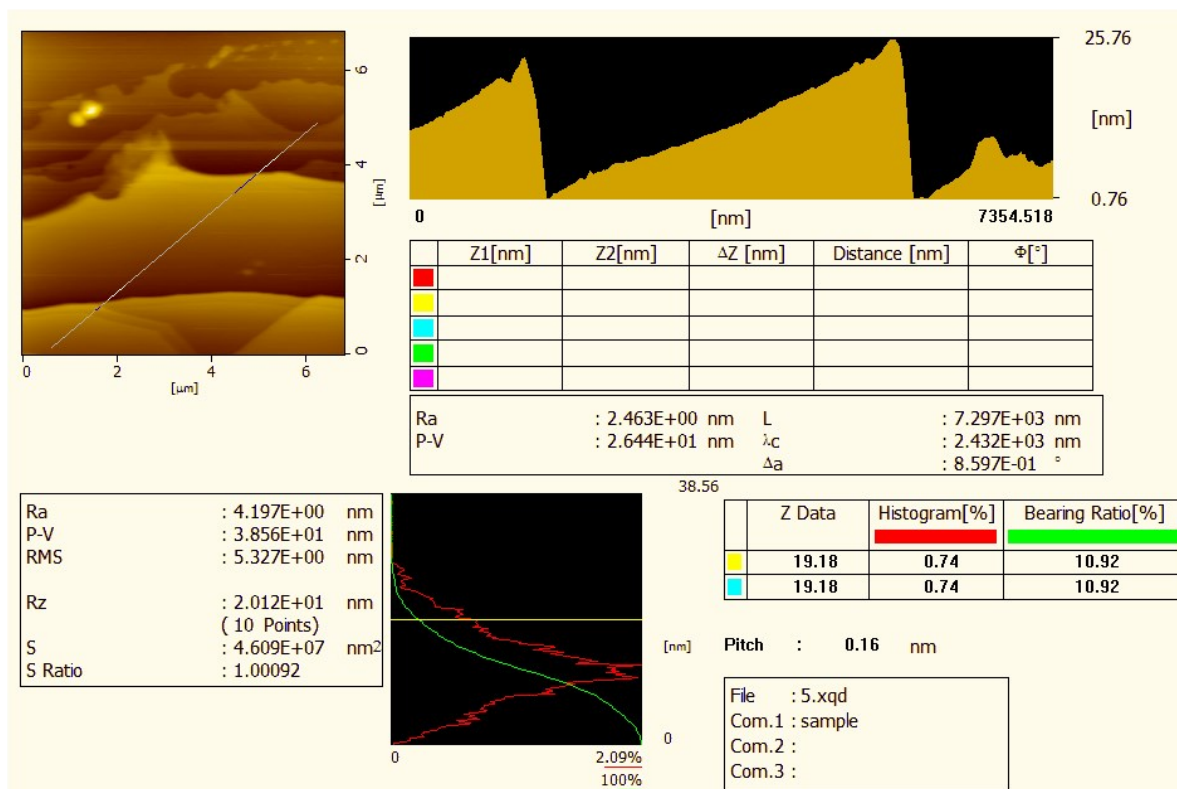 6
4
[µm]
2
0
0 2 4 6
[µm]
25.76
[nm]
0.76
0 [nm] 7354.518
Z1[nm] Z2[nm] ΔZ [nm] Distance [nm] Φ[°]
Ra : 2.463E+00 nm L : 7.297E+03 nm
P-V : 2.644E+01 nm λc : 2.432E+03 nm
Δa : 8.597E-01 °
Ra : 4.197E+00 nm
P-V : 3.856E+01 nm
RMS : 5.327E+00 nm
Rz : 2.012E+01 nm
( 10 Points)
S : 4.609E+07 nm2
S Ratio : 1.00092
38.56
[nm]
0
0 2.09%
100%
Z Data Histogram[%] Bearing Ratio[%]
19.18 0.74 10.92
19.18 0.74 10.92
Pitch : 0.16 nm
File : 5.xqd
Com.1 : sample
Com.2 :
Com.3 :